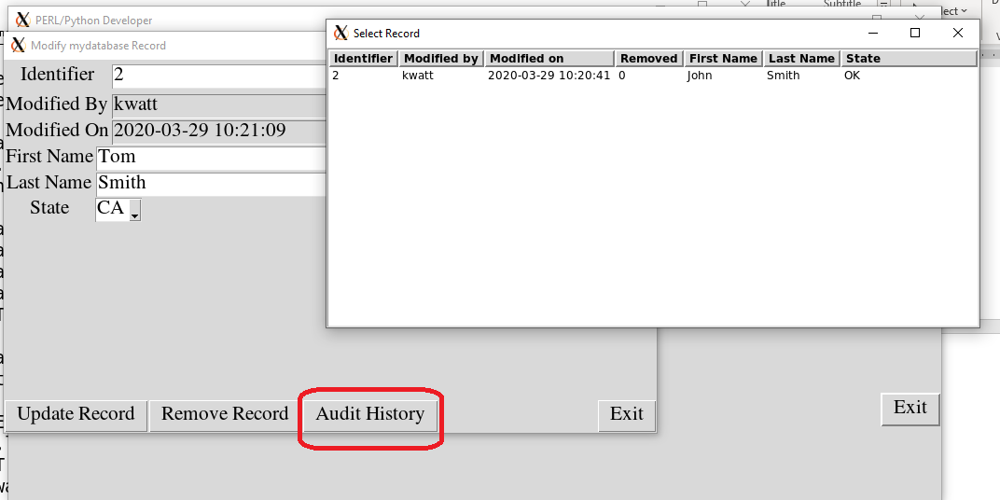 PERL/Python Developer
Modify mydatabase Record
Identifier 2
Modified By kwatt
Modified On 2020-03-29 10:21:09
First Name Tom
Last Name Smith
State CA
Update Record Remove Record Audit History Exit
Select Record
Identifier Modified by Modified on Removed First Name Last Name State
2 kwatt 2020-03-29 10:20:41 0 John Smith OK
Exit